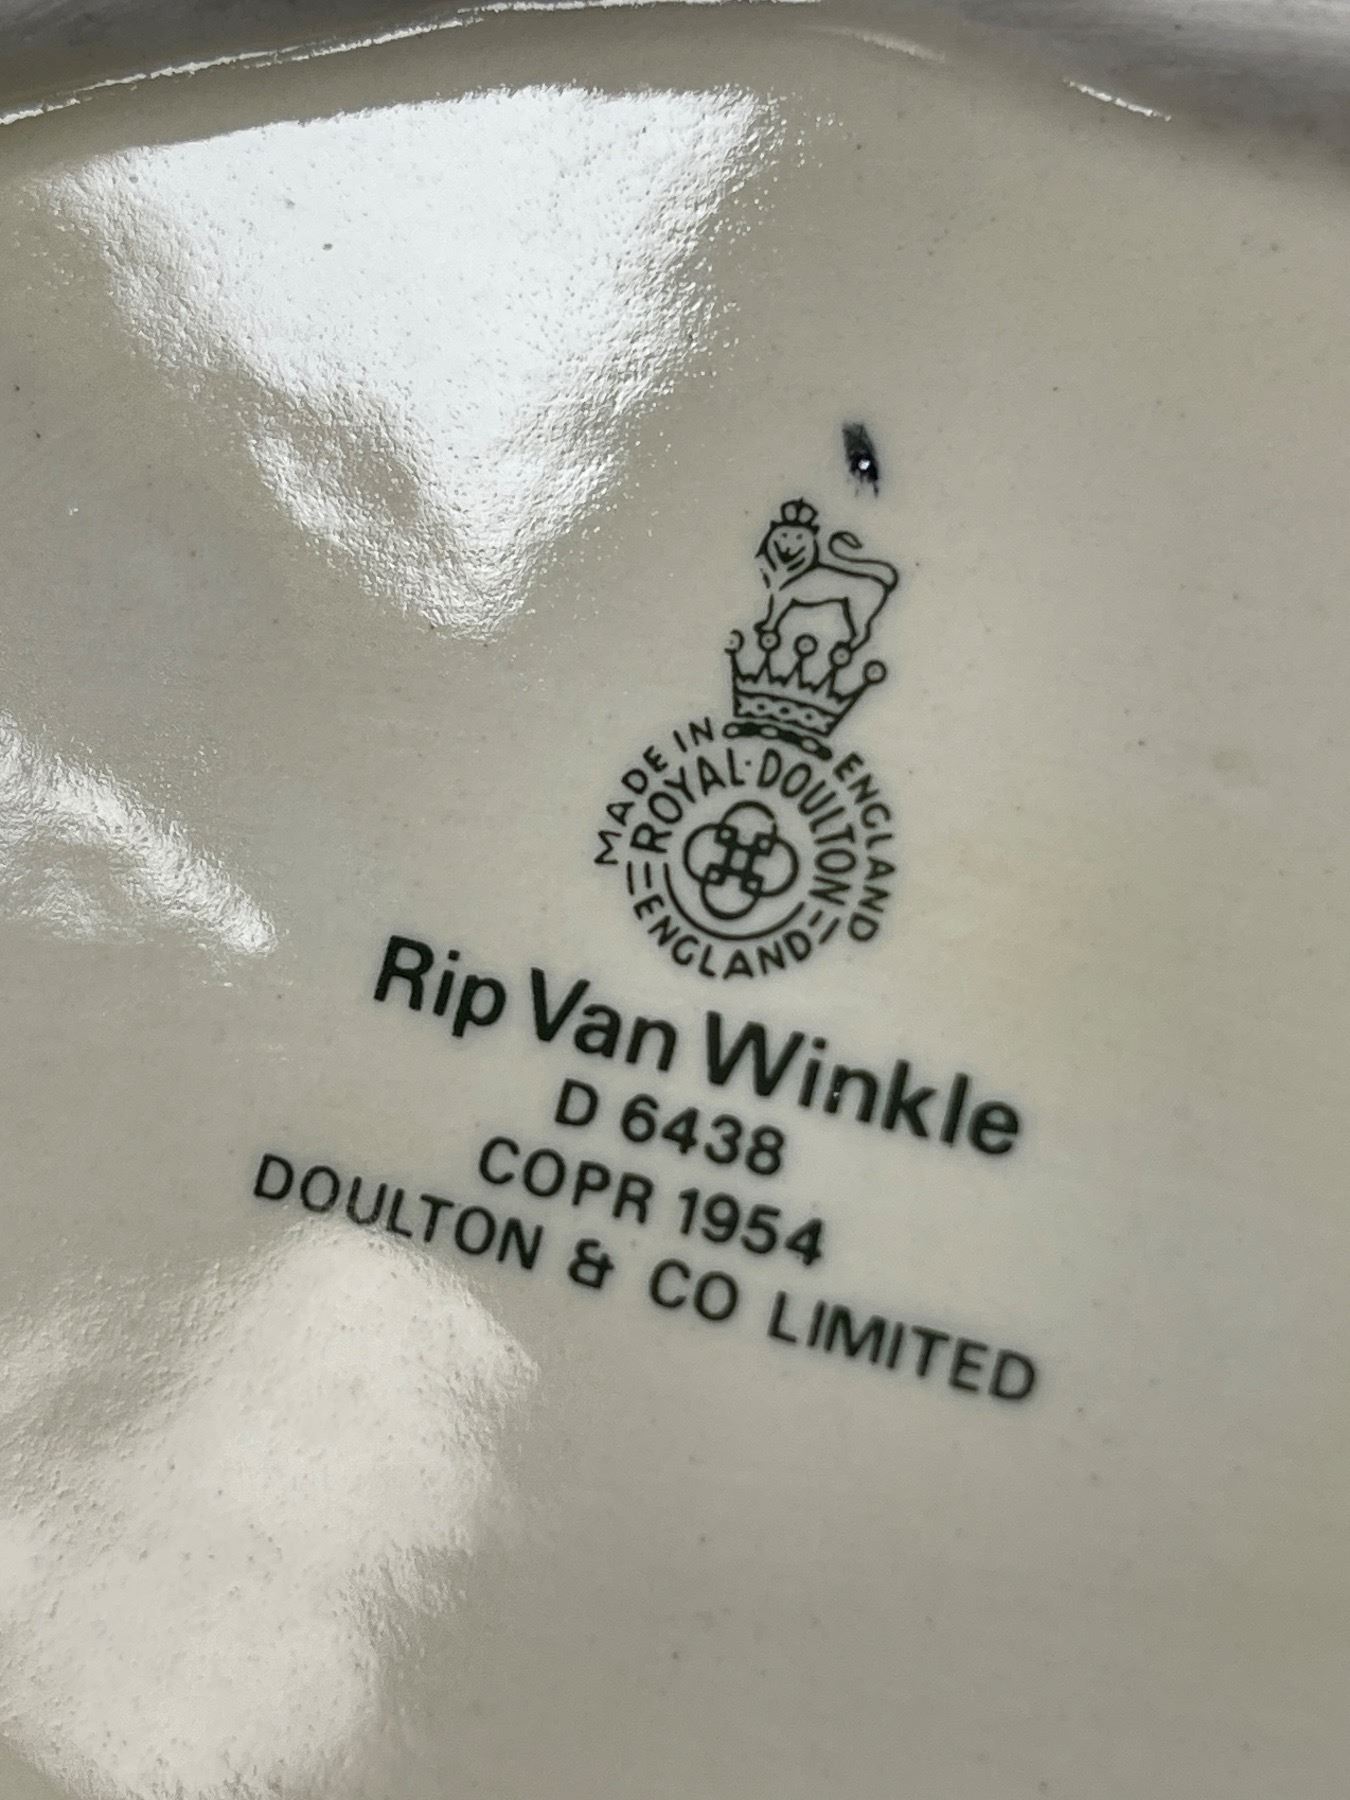 MADE IN ENGLAND
ROYAL·DOULTON
ENGLAND
Rip Van Winkle
D 6438
COPR 1954
DOULTON & CO LIMITED